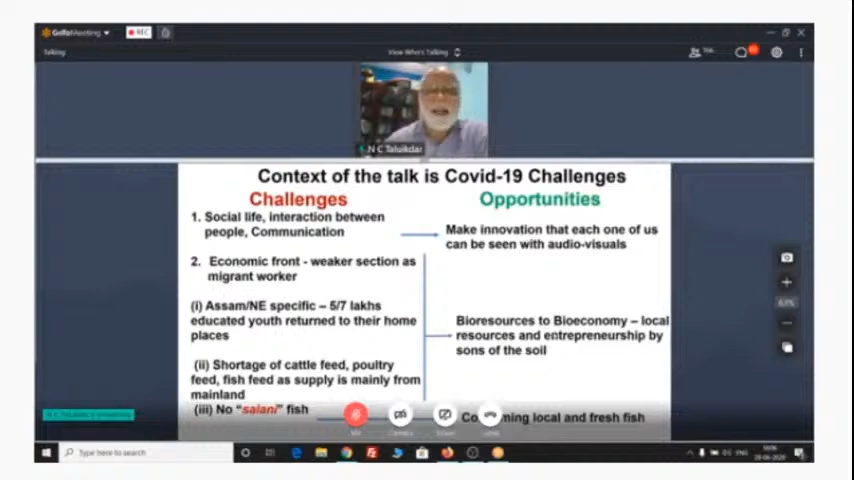 GoToMeeting
REC
Talking
View Who's Talking
N C Talukdar
Context of the talk is Covid-19 Challenges
Challenges
Opportunities
1. Social life, interaction between
people, Communication
Make innovation that each one of us
can be seen with audio-visuals
2. Economic front - weaker section as
migrant worker
(i) Assam/NE specific – 5/7 lakhs
educated youth returned to their home
places
Bioresources to Bioeconomy – local
resources and entrepreneurship by
sons of the soil
(ii) Shortage of cattle feed, poultry
feed, fish feed as supply is mainly from
mainland
(iii) No "salani" fish
ming local and fresh fish
63%
Type here to search